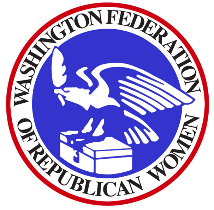 WASHINGTON FEDERATION
OF REPUBLICAN WOMEN